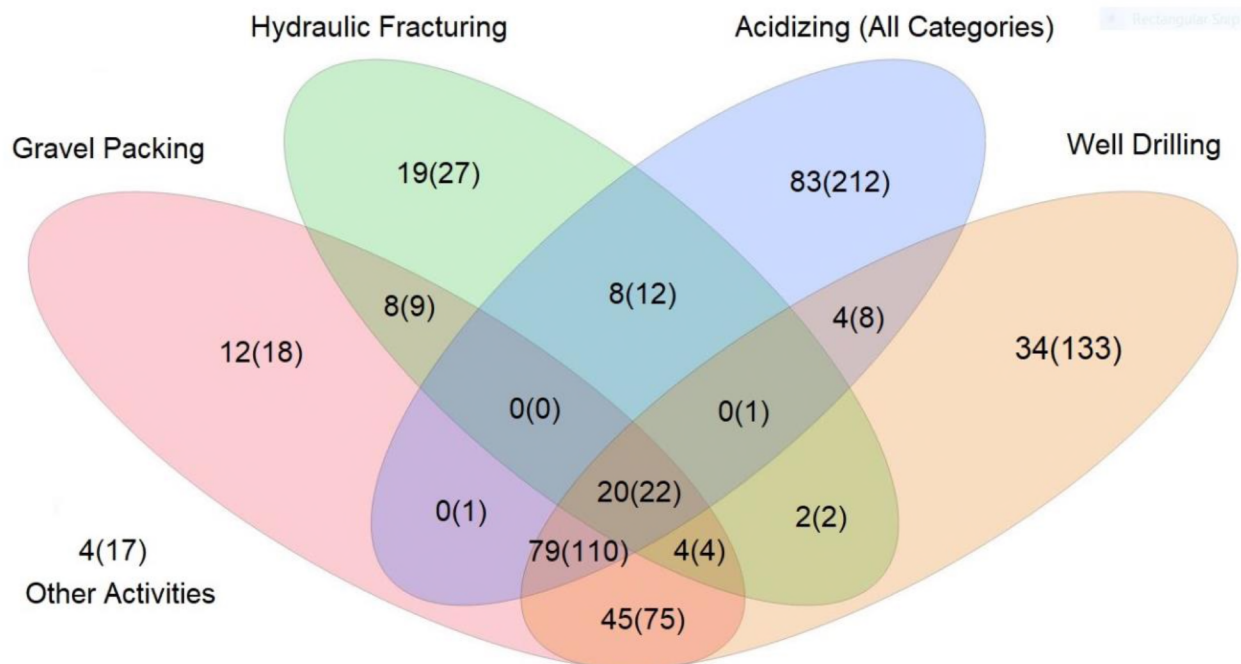 Hydraulic Fracturing
Acidizing (All Categories)
Rectangular Snip
Gravel Packing
Well Drilling
19(27)
83(212)
8(9)
8(12)
4(8)
12(18)
34(133)
0(0)
0(1)
20(22)
0(1)
2(2)
79(110)
4(4)
4(17)
Other Activities
45(75)